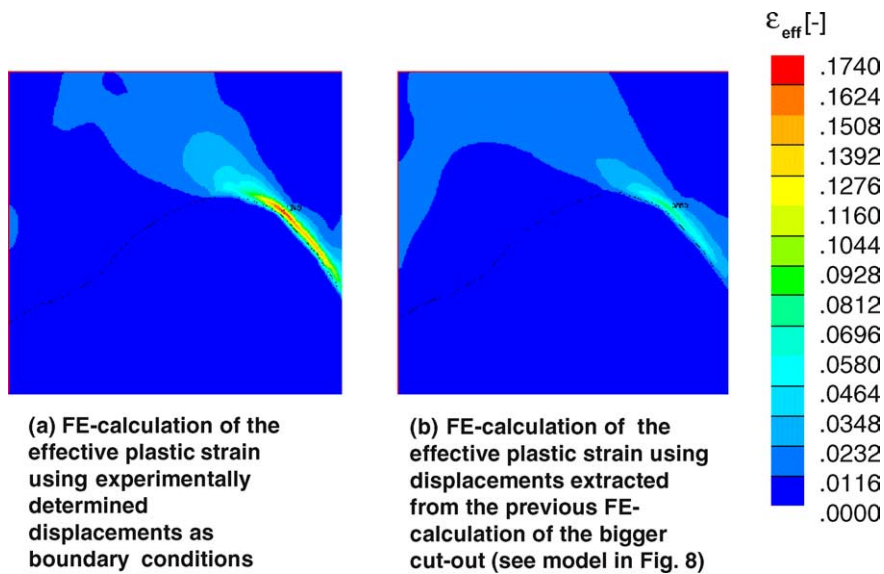 ε_eff [-]
.1740
.1624
.1508
.1392
.1276
.1160
.1044
.0928
.0812
.0696
.0580
.0464
.0348
.0232
.0116
.0000
(a) FE-calculation of the
effective plastic strain
using experimentally
determined
displacements as
boundary conditions
(b) FE-calculation of the
effective plastic strain using
displacements extracted
from the previous FE-
calculation of the bigger
cut-out (see model in Fig. 8)